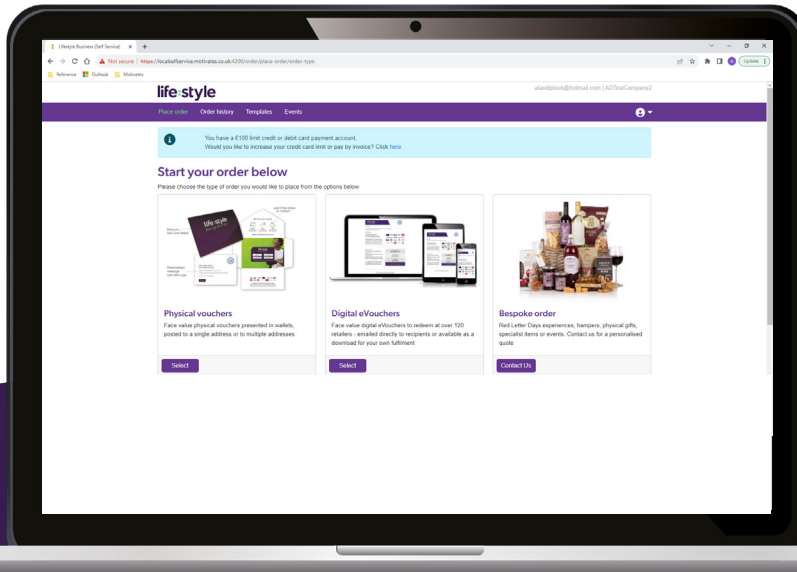 Lifestyle Business (Self Service)
Not secure | https://localselfservice.motivates.co.uk:4200/order/place-order/order-type
Update
Reference Outlook Motivates
life:style
alandiplock@hotmail.com | ADTestCompany2
Place order Order history Templates Events
You have a £100 limit credit or debit card payment account.
Would you like to increase your credit card limit or pay by invoice? Click here
Start your order below
Please choose the type of order you would like to place from the options below
life:style
Physical vouchers
Face value physical vouchers presented in wallets,
posted to a single address or to multiple addresses
Select
Digital eVouchers
Face value digital eVouchers to redeem at over 120
retailers - emailed directly to recipients or available as a
download for your own fulfilment
Select
Bespoke order
Red Letter Days experiences, hampers, physical gifts,
specialist items or events. Contact us for a personalised
quote
Contact Us